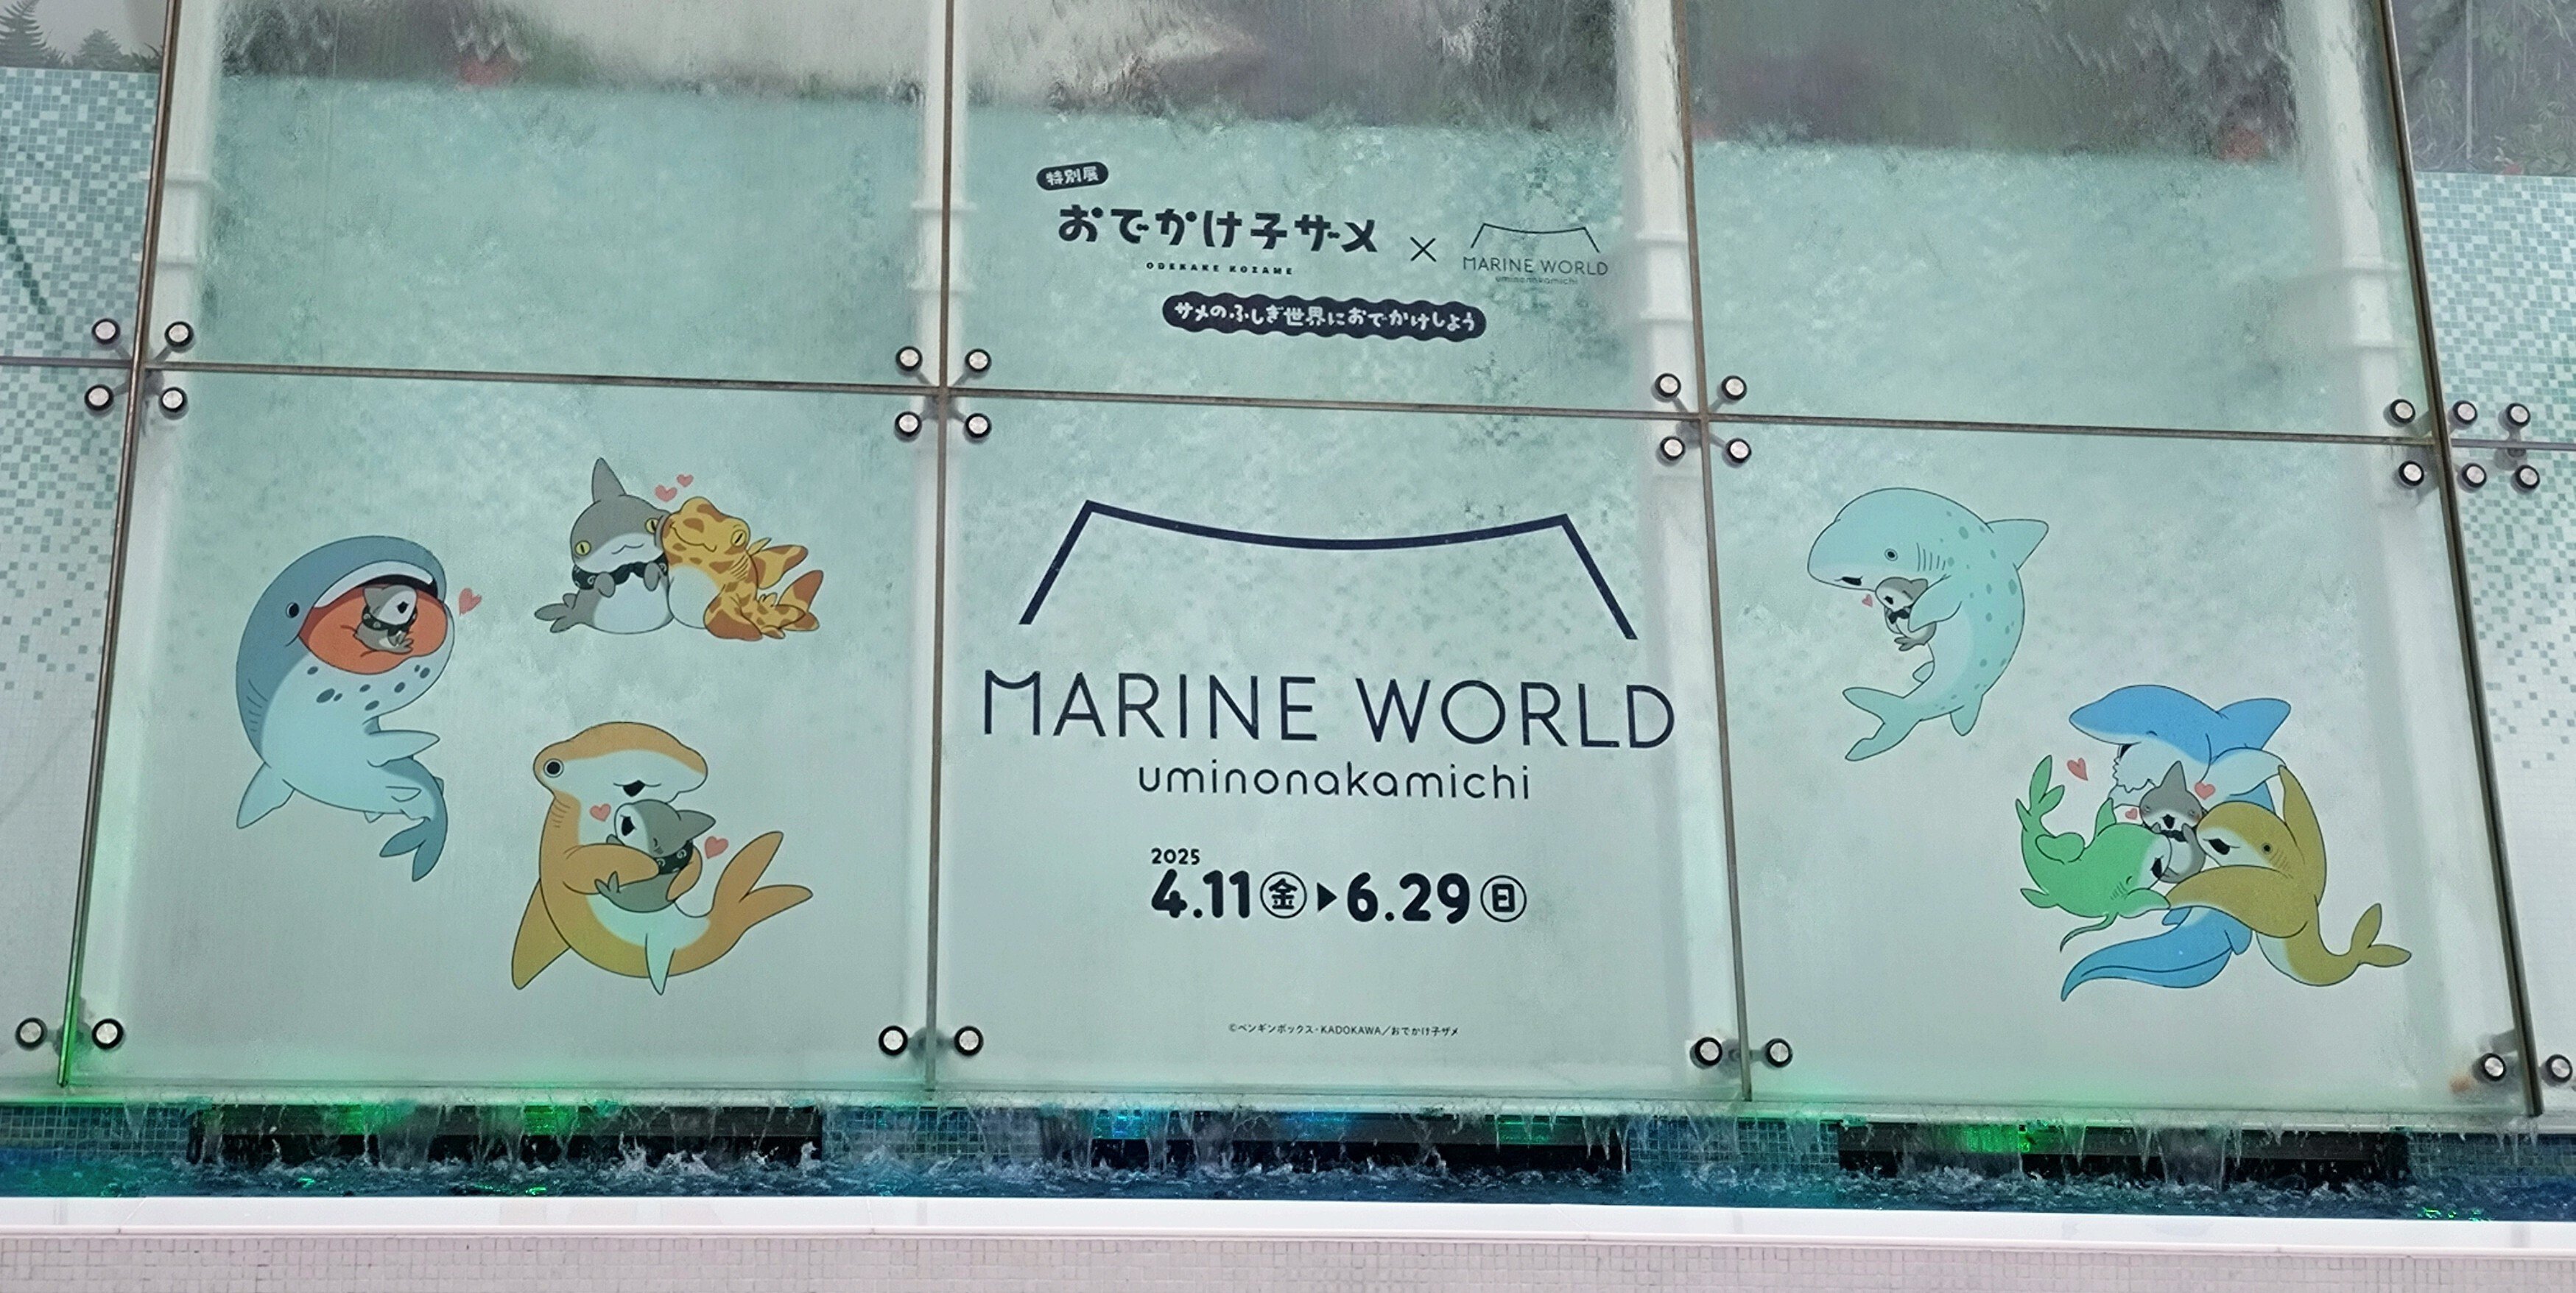 特別展
おでかけ子ザメ × MARINE WORLD
ODEKAKE KOZAME
uminonakamichi
サメのふしぎ世界におでかけしよう
MARINE WORLD
uminonakamichi
2025
4.11金▶6.29日
©ペンギンボックス・KADOKAWA／おでかけ子ザメ